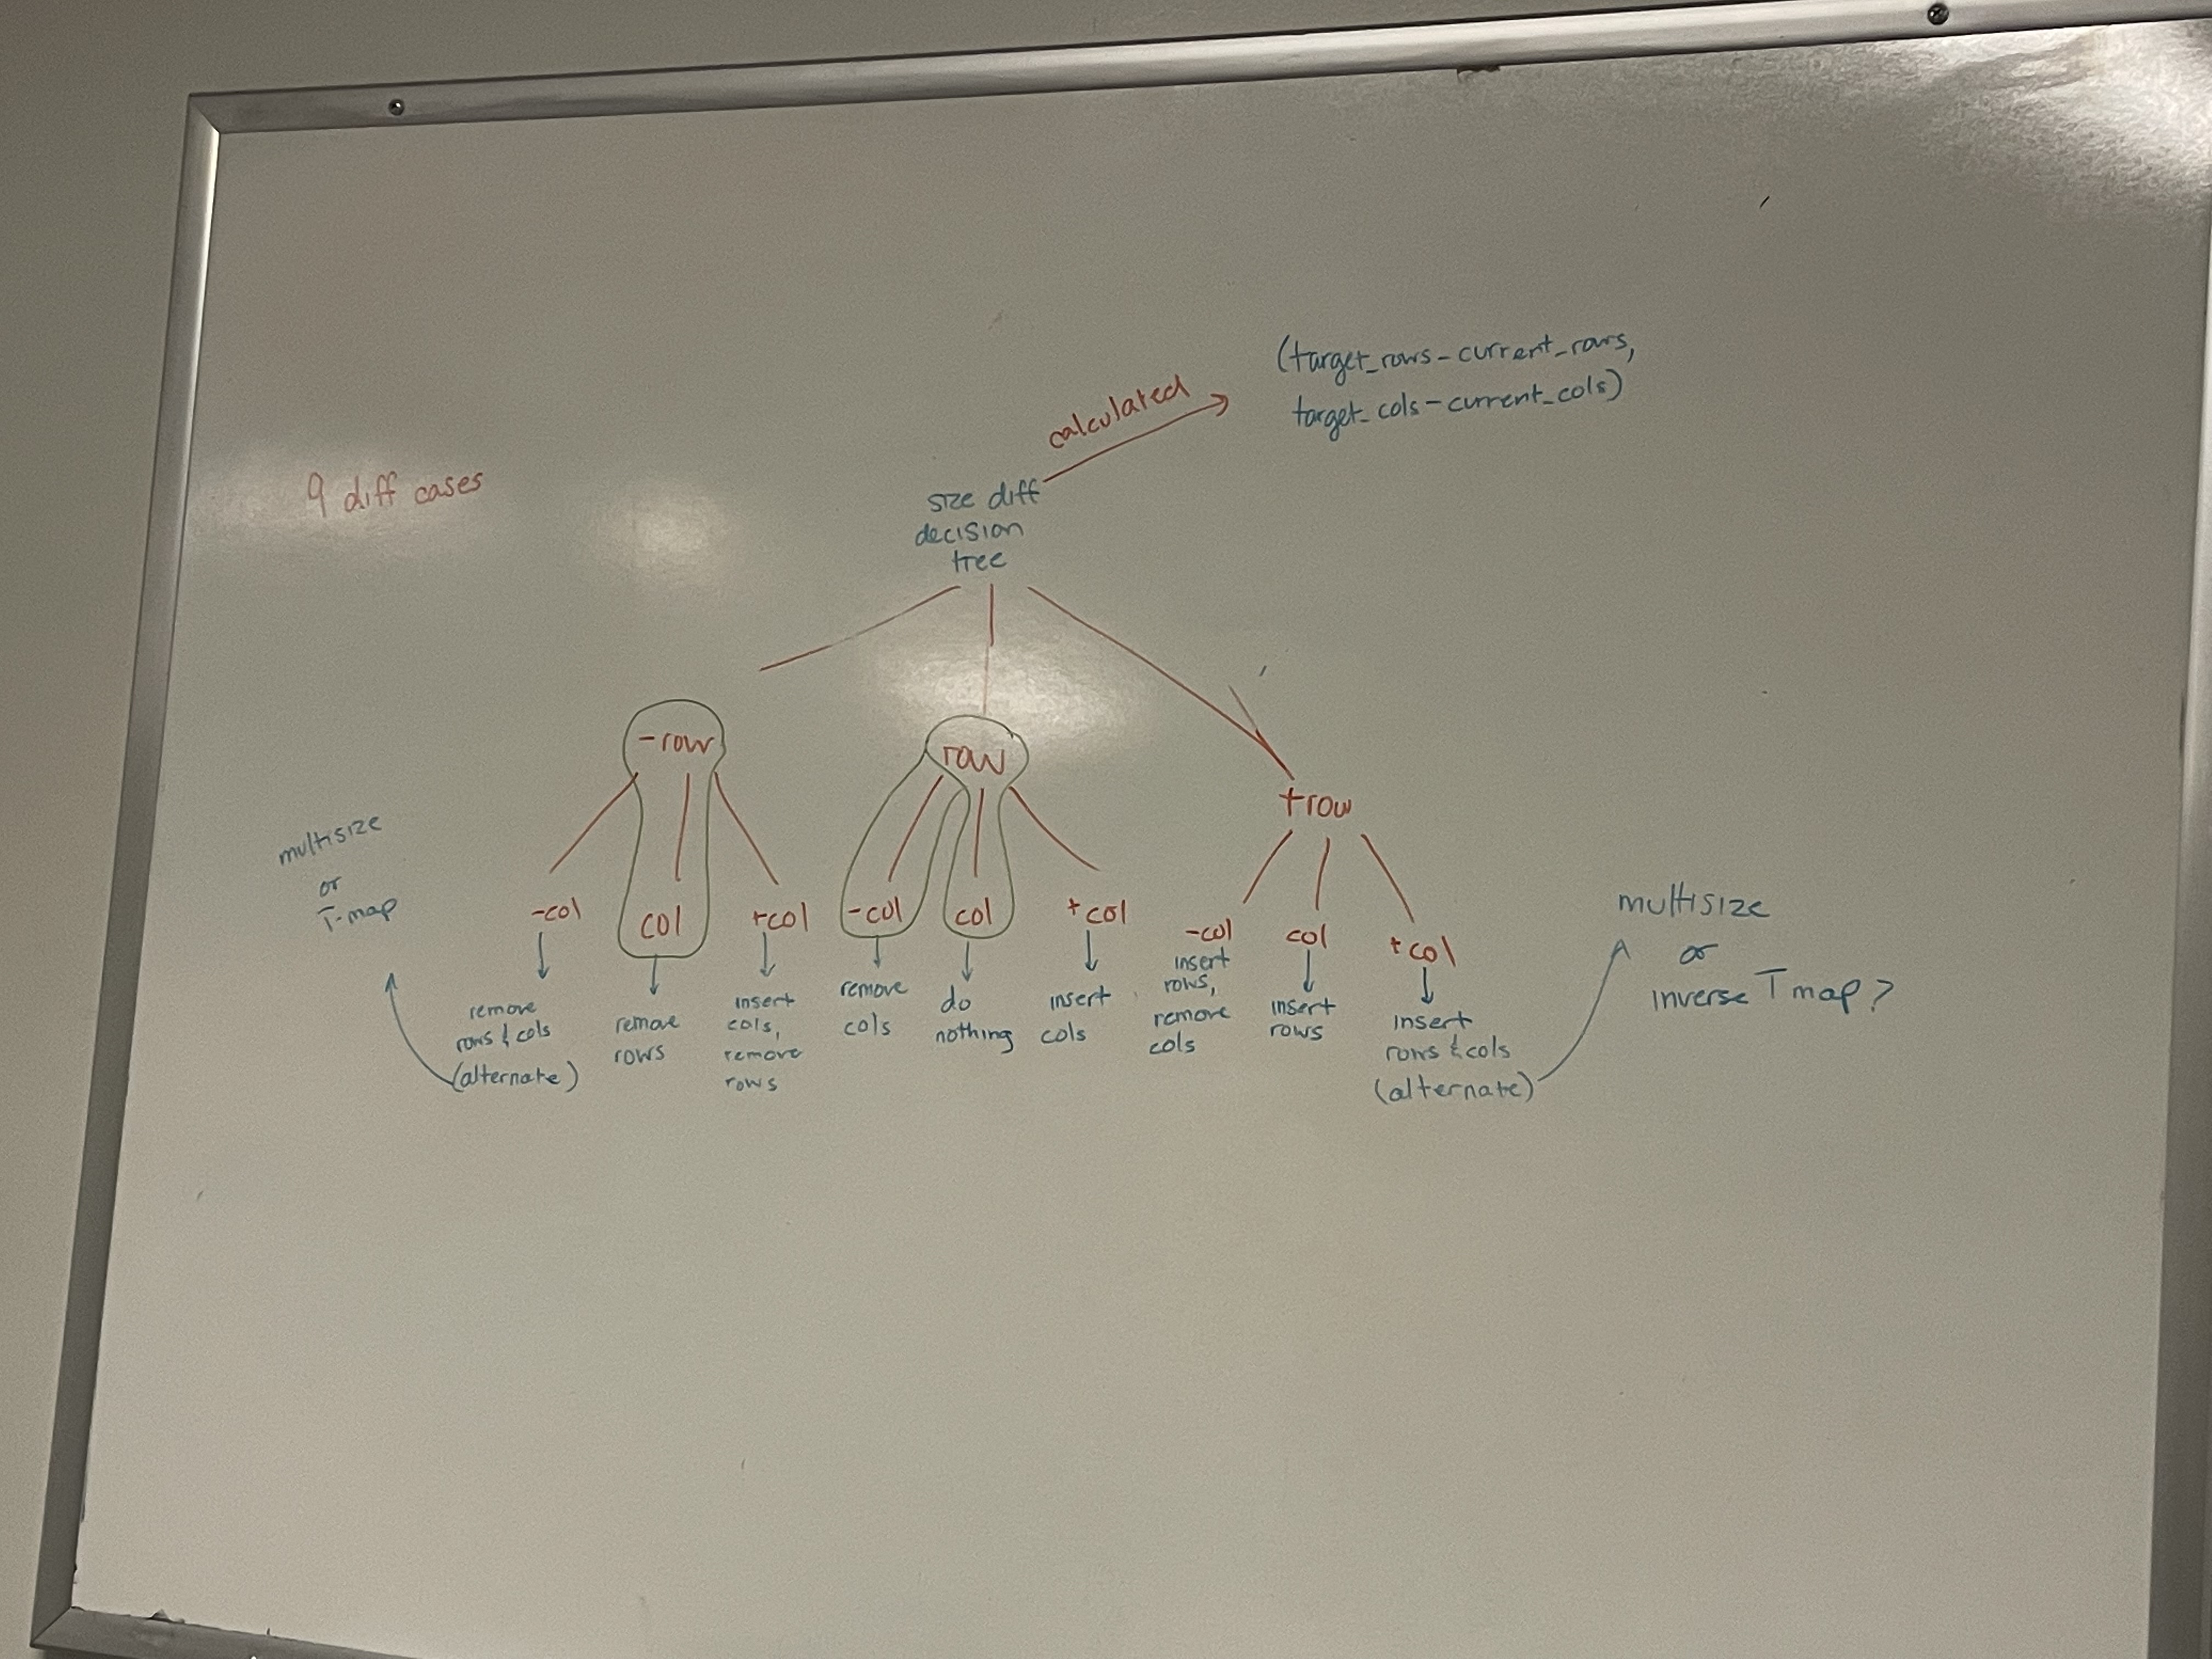 (target_rows-current_rows,
target_cols-current_cols)
calculated
9 diff cases
size diff
decision
tree
-row
row
+row
multisize
or
T-map
-col
col
+col
-col
col
+col
-col
col
+col
remove
rows & cols
(alternate)
remove
rows
insert
cols,
remove
rows
remove
cols
do
nothing
insert
cols
insert
rows,
remove
cols
insert
rows
insert
rows & cols
(alternate)
multisize
or
inverse T map?